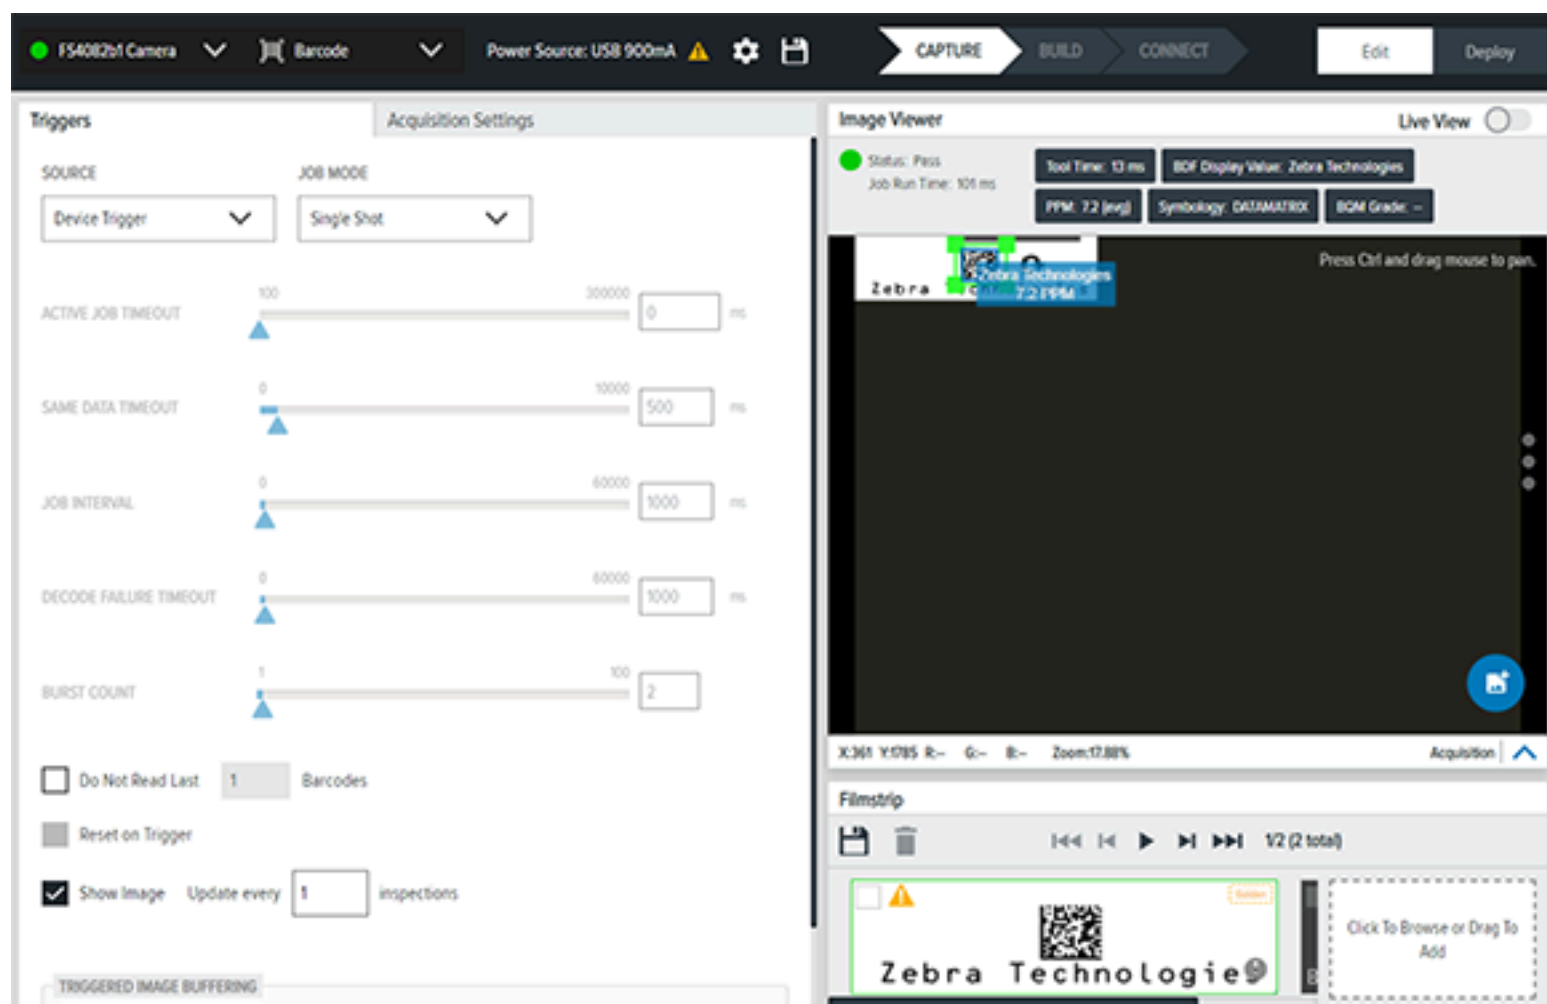 FS4082b1 Camera Barcode Power Source: USB 900mA CAPTURE BUILD CONNECT Edit Deploy
Triggers Acquisition Settings
SOURCE JOB MODE
Device Trigger Single Shot
ACTIVE JOB TIMEOUT 100 300000 0 ms
SAME DATA TIMEOUT 0 10000 500 ms
JOB INTERVAL 0 60000 1000 ms
DECODE FAILURE TIMEOUT 0 60000 1000 ms
BURST COUNT 1 100 2
Do Not Read Last 1 Barcodes
Reset on Trigger
Show Image Update every 1 inspections
TRIGGERED IMAGE BUFFERING
Image Viewer Live View
Status: Pass
Job Run Time: 101 ms
Tool Time: 13 ms BDF Display Value: Zebra Technologies
PPM: 7.2 (avg) Symbology: DATAMATRIX BQM Grade: --
Press Ctrl and drag mouse to pan.
Zebra Technologies
7.2 PPM
Zebra
X:361 Y:1785 R:-- G:-- B:-- Zoom:17.88% Acquisition
Filmstrip
1/2 (2 total)
Golden
Zebra Technologie
Click To Browse or Drag To
Add